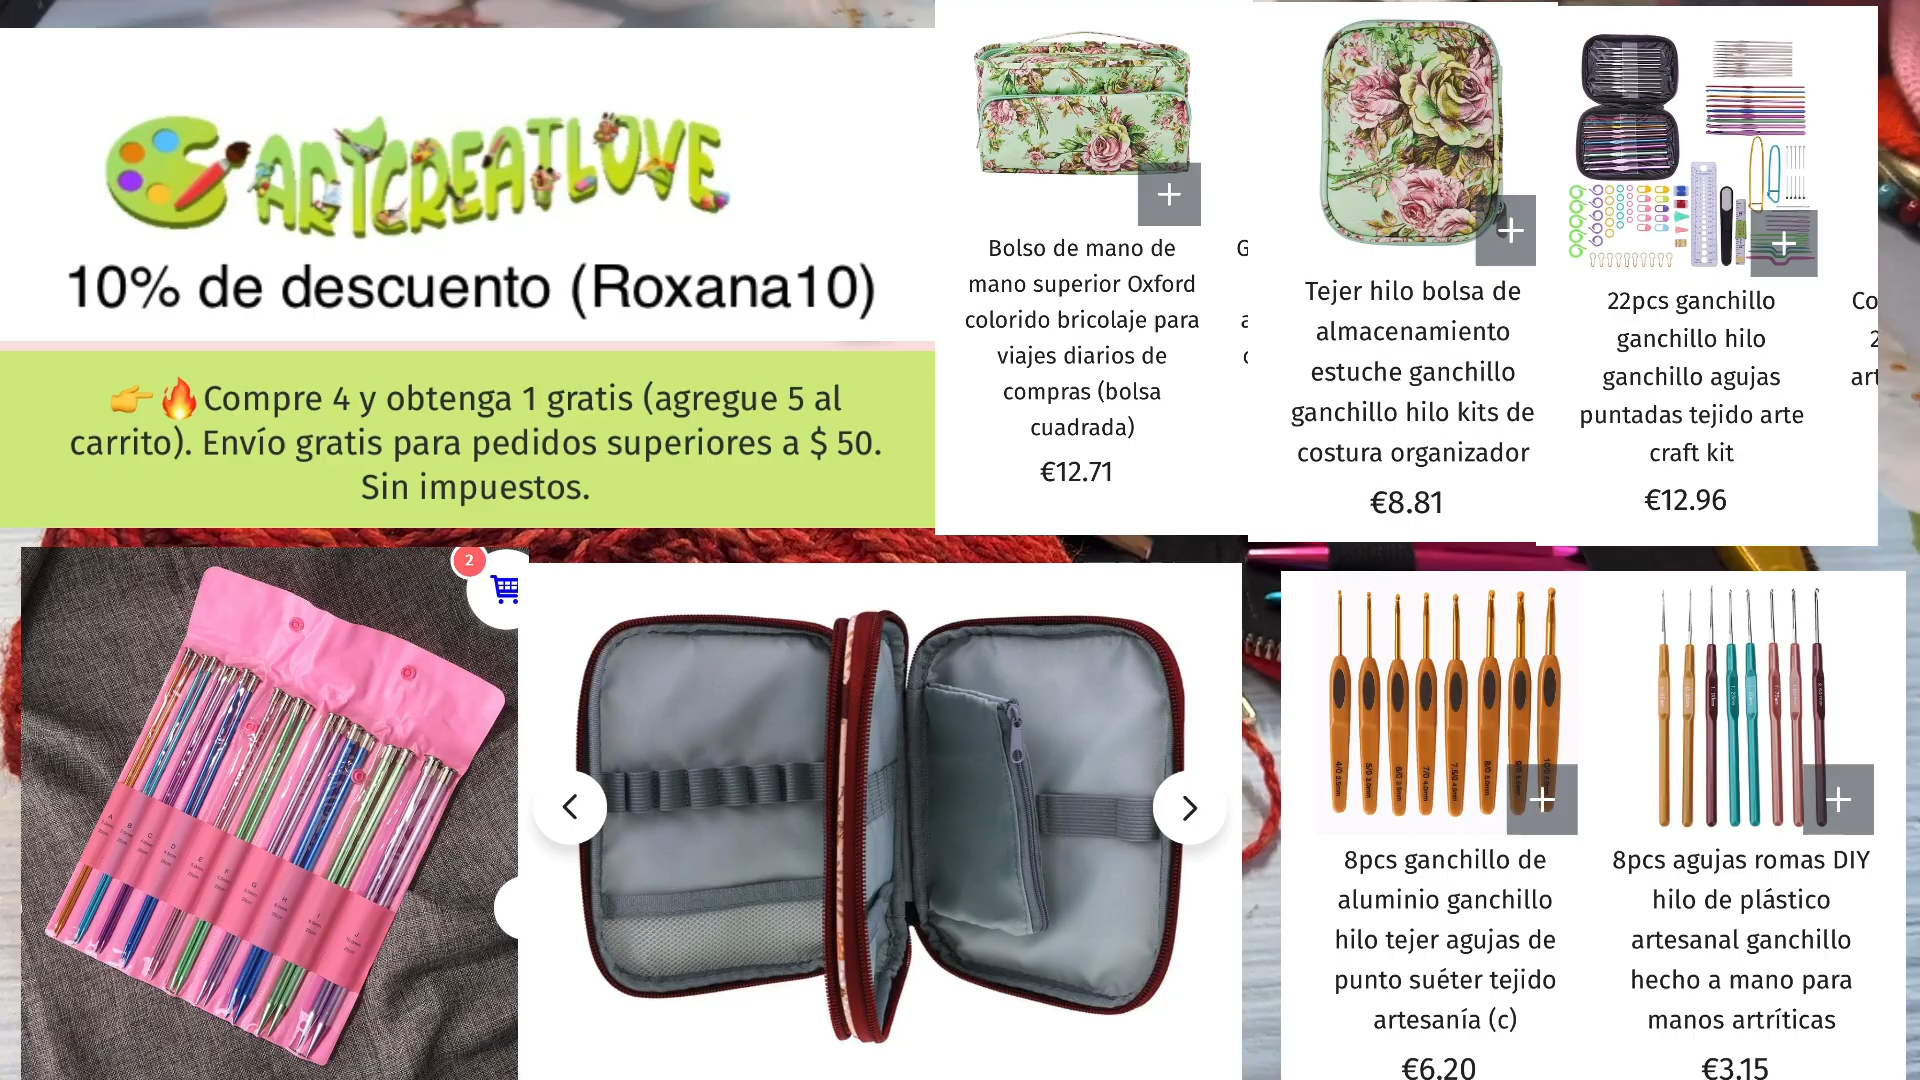 ARTCREATLOVE
10% de descuento (Roxana10)
👉🔥Compre 4 y obtenga 1 gratis (agregue 5 al
carrito). Envío gratis para pedidos superiores a $ 50.
Sin impuestos.
Bolso de mano de
mano superior Oxford
colorido bricolaje para
viajes diarios de
compras (bolsa
cuadrada)
€12.71
Tejer hilo bolsa de
almacenamiento
estuche ganchillo
ganchillo hilo kits de
costura organizador
€8.81
22pcs ganchillo
ganchillo hilo
ganchillo agujas
puntadas tejido arte
craft kit
€12.96
2
8pcs ganchillo de
aluminio ganchillo
hilo tejer agujas de
punto suéter tejido
artesanía (c)
€6.20
8pcs agujas romas DIY
hilo de plástico
artesanal ganchillo
hecho a mano para
manos artríticas
€3.15